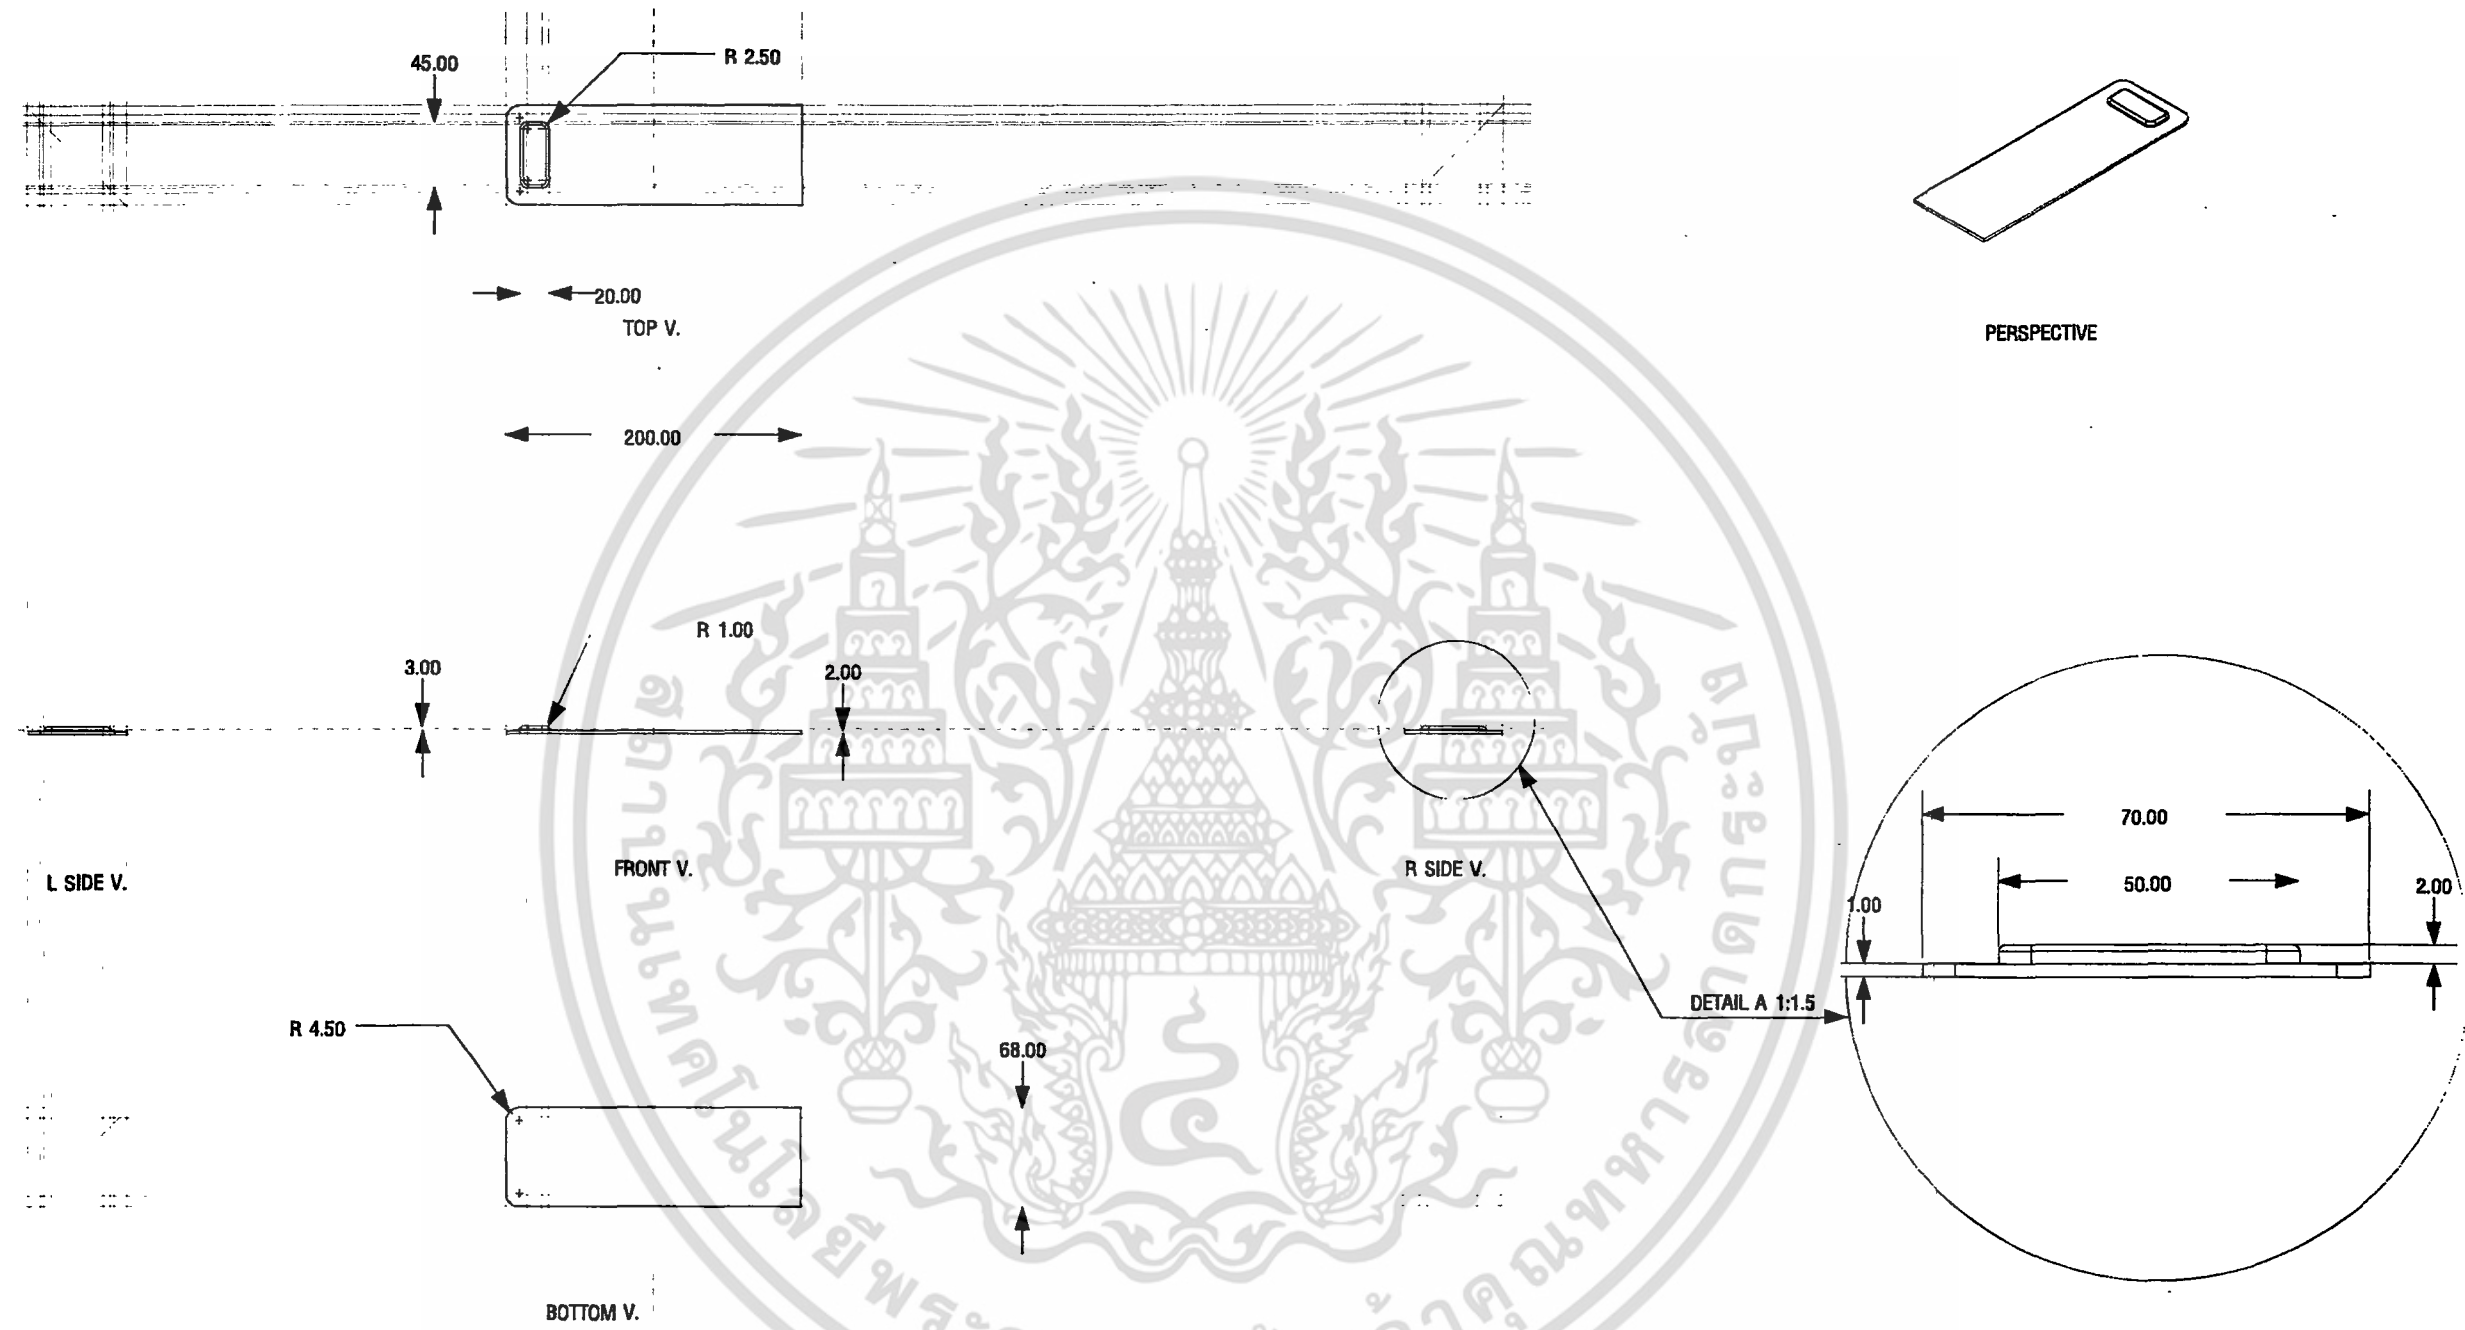 45.00
R 2.50
20.00
TOP V.
PERSPECTIVE
200.00
R 1.00
3.00
2.00
L SIDE V.
FRONT V.
R SIDE V.
70.00
50.00
2.00
1.00
DETAIL A 1:1.5
R 4.50
68.00
BOTTOM V.